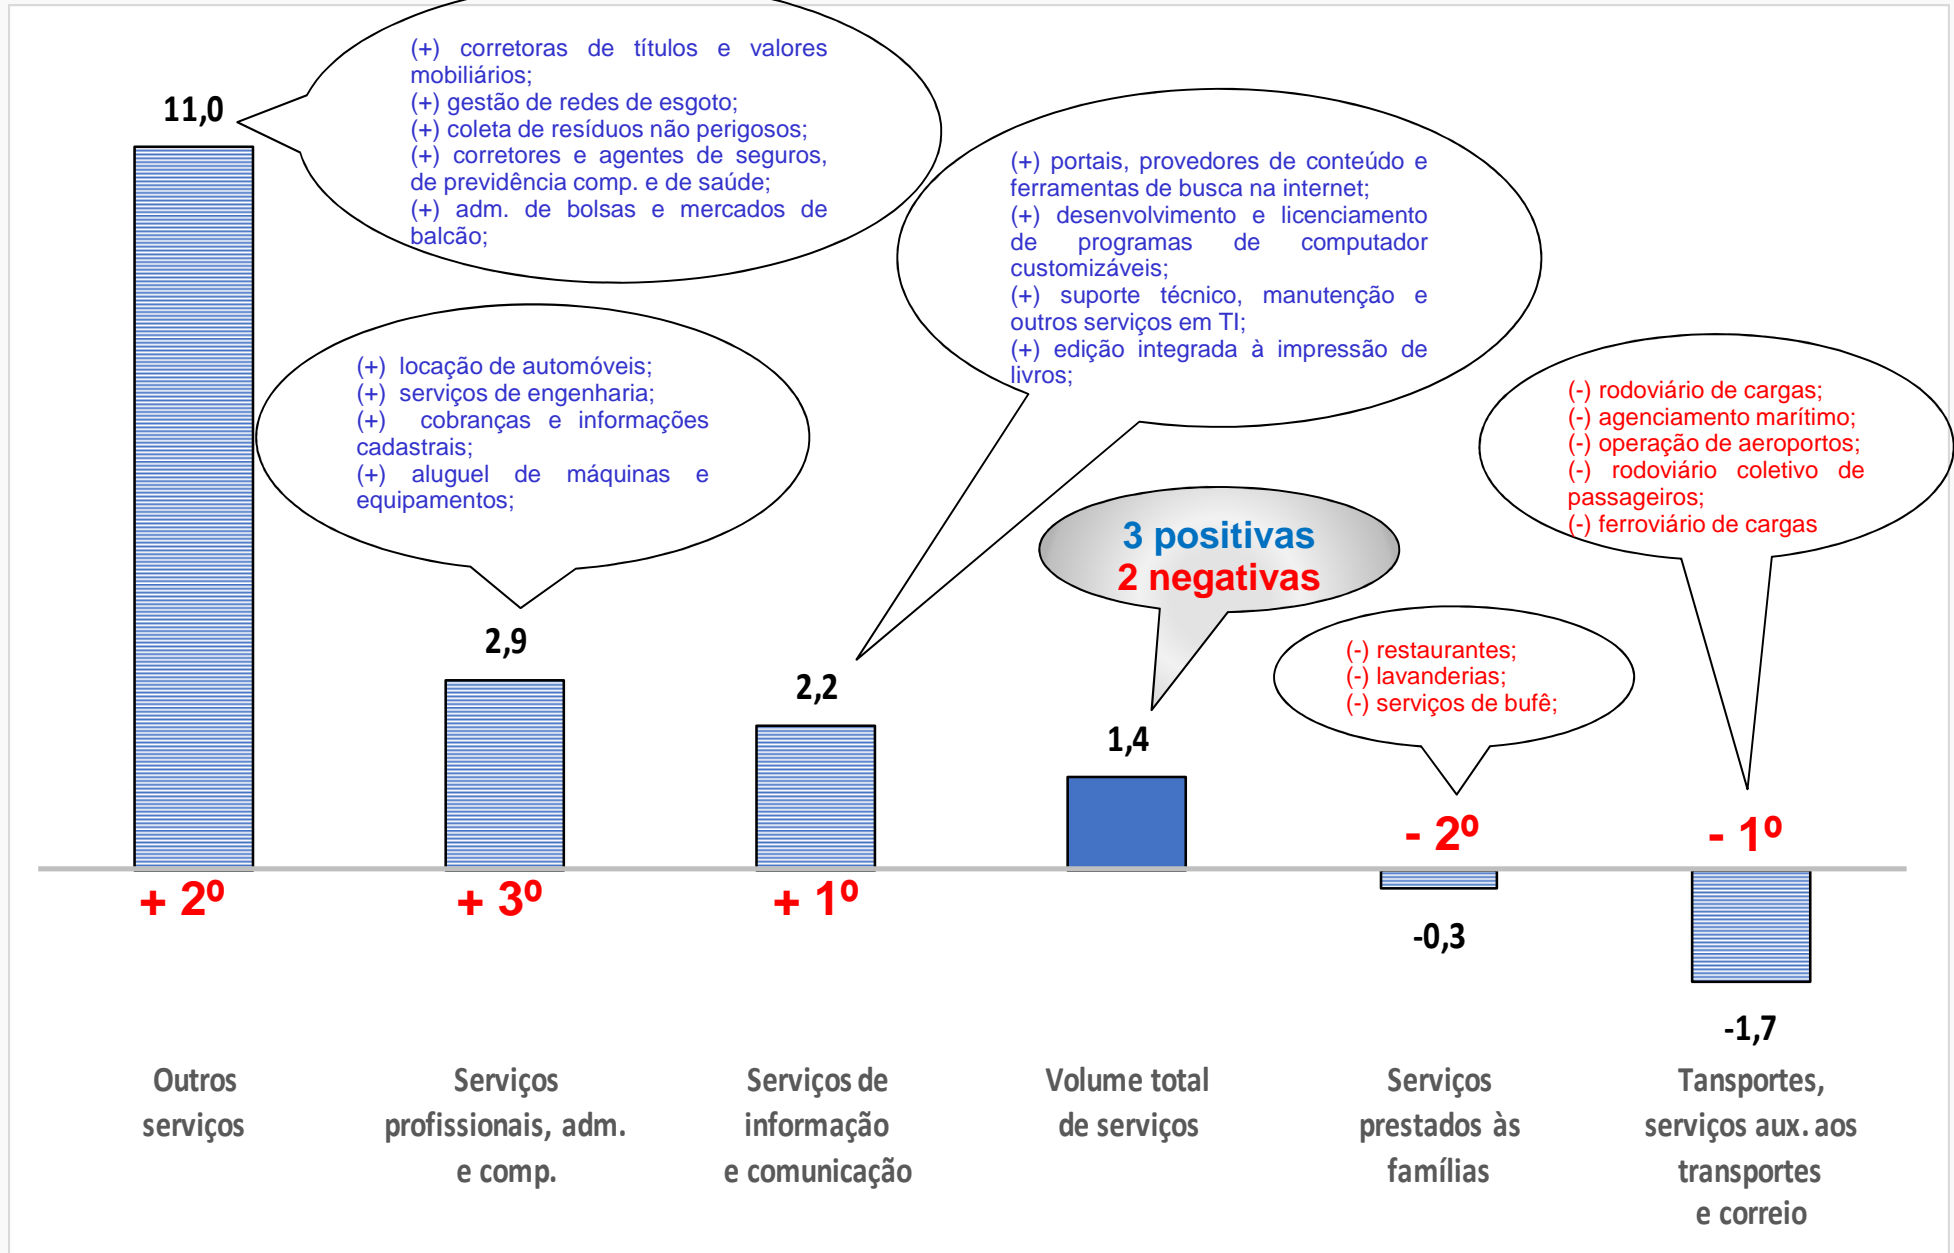 (+) corretoras de títulos e valores
mobiliários;
(+) gestão de redes de esgoto;
(+) coleta de resíduos não perigosos;
(+) corretores e agentes de seguros,
de previdência comp. e de saúde;
(+) adm. de bolsas e mercados de
balcão;
11,0
(+) portais, provedores de conteúdo e
ferramentas de busca na internet;
(+) desenvolvimento e licenciamento
de programas de computador
customizáveis;
(+) suporte técnico, manutenção e
outros serviços em TI;
(+) edição integrada à impressão de
livros;
(+) locação de automóveis;
(+) serviços de engenharia;
(+) cobranças e informações
cadastrais;
(+) aluguel de máquinas e
equipamentos;
(-) rodoviário de cargas;
(-) agenciamento marítimo;
(-) operação de aeroportos;
(-) rodoviário coletivo de
passageiros;
(-) ferroviário de cargas
3 positivas
2 negativas
(-) restaurantes;
(-) lavanderias;
(-) serviços de bufê;
2,9
2,2
1,4
- 2º
- 1º
+ 2º
+ 3º
+ 1º
-0,3
-1,7
Outros
serviços
Serviços
profissionais, adm.
e comp.
Serviços de
informação
e comunicação
Volume total
de serviços
Serviços
prestados às
famílias
Tansportes,
serviços aux. aos
transportes
e correio